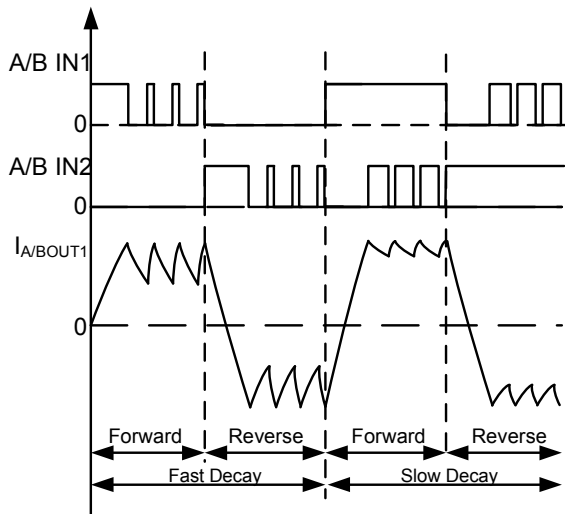 A/B IN1
0
A/B IN2
0
IA/BOUT1
0
Forward Reverse Forward Reverse
Fast Decay Slow Decay